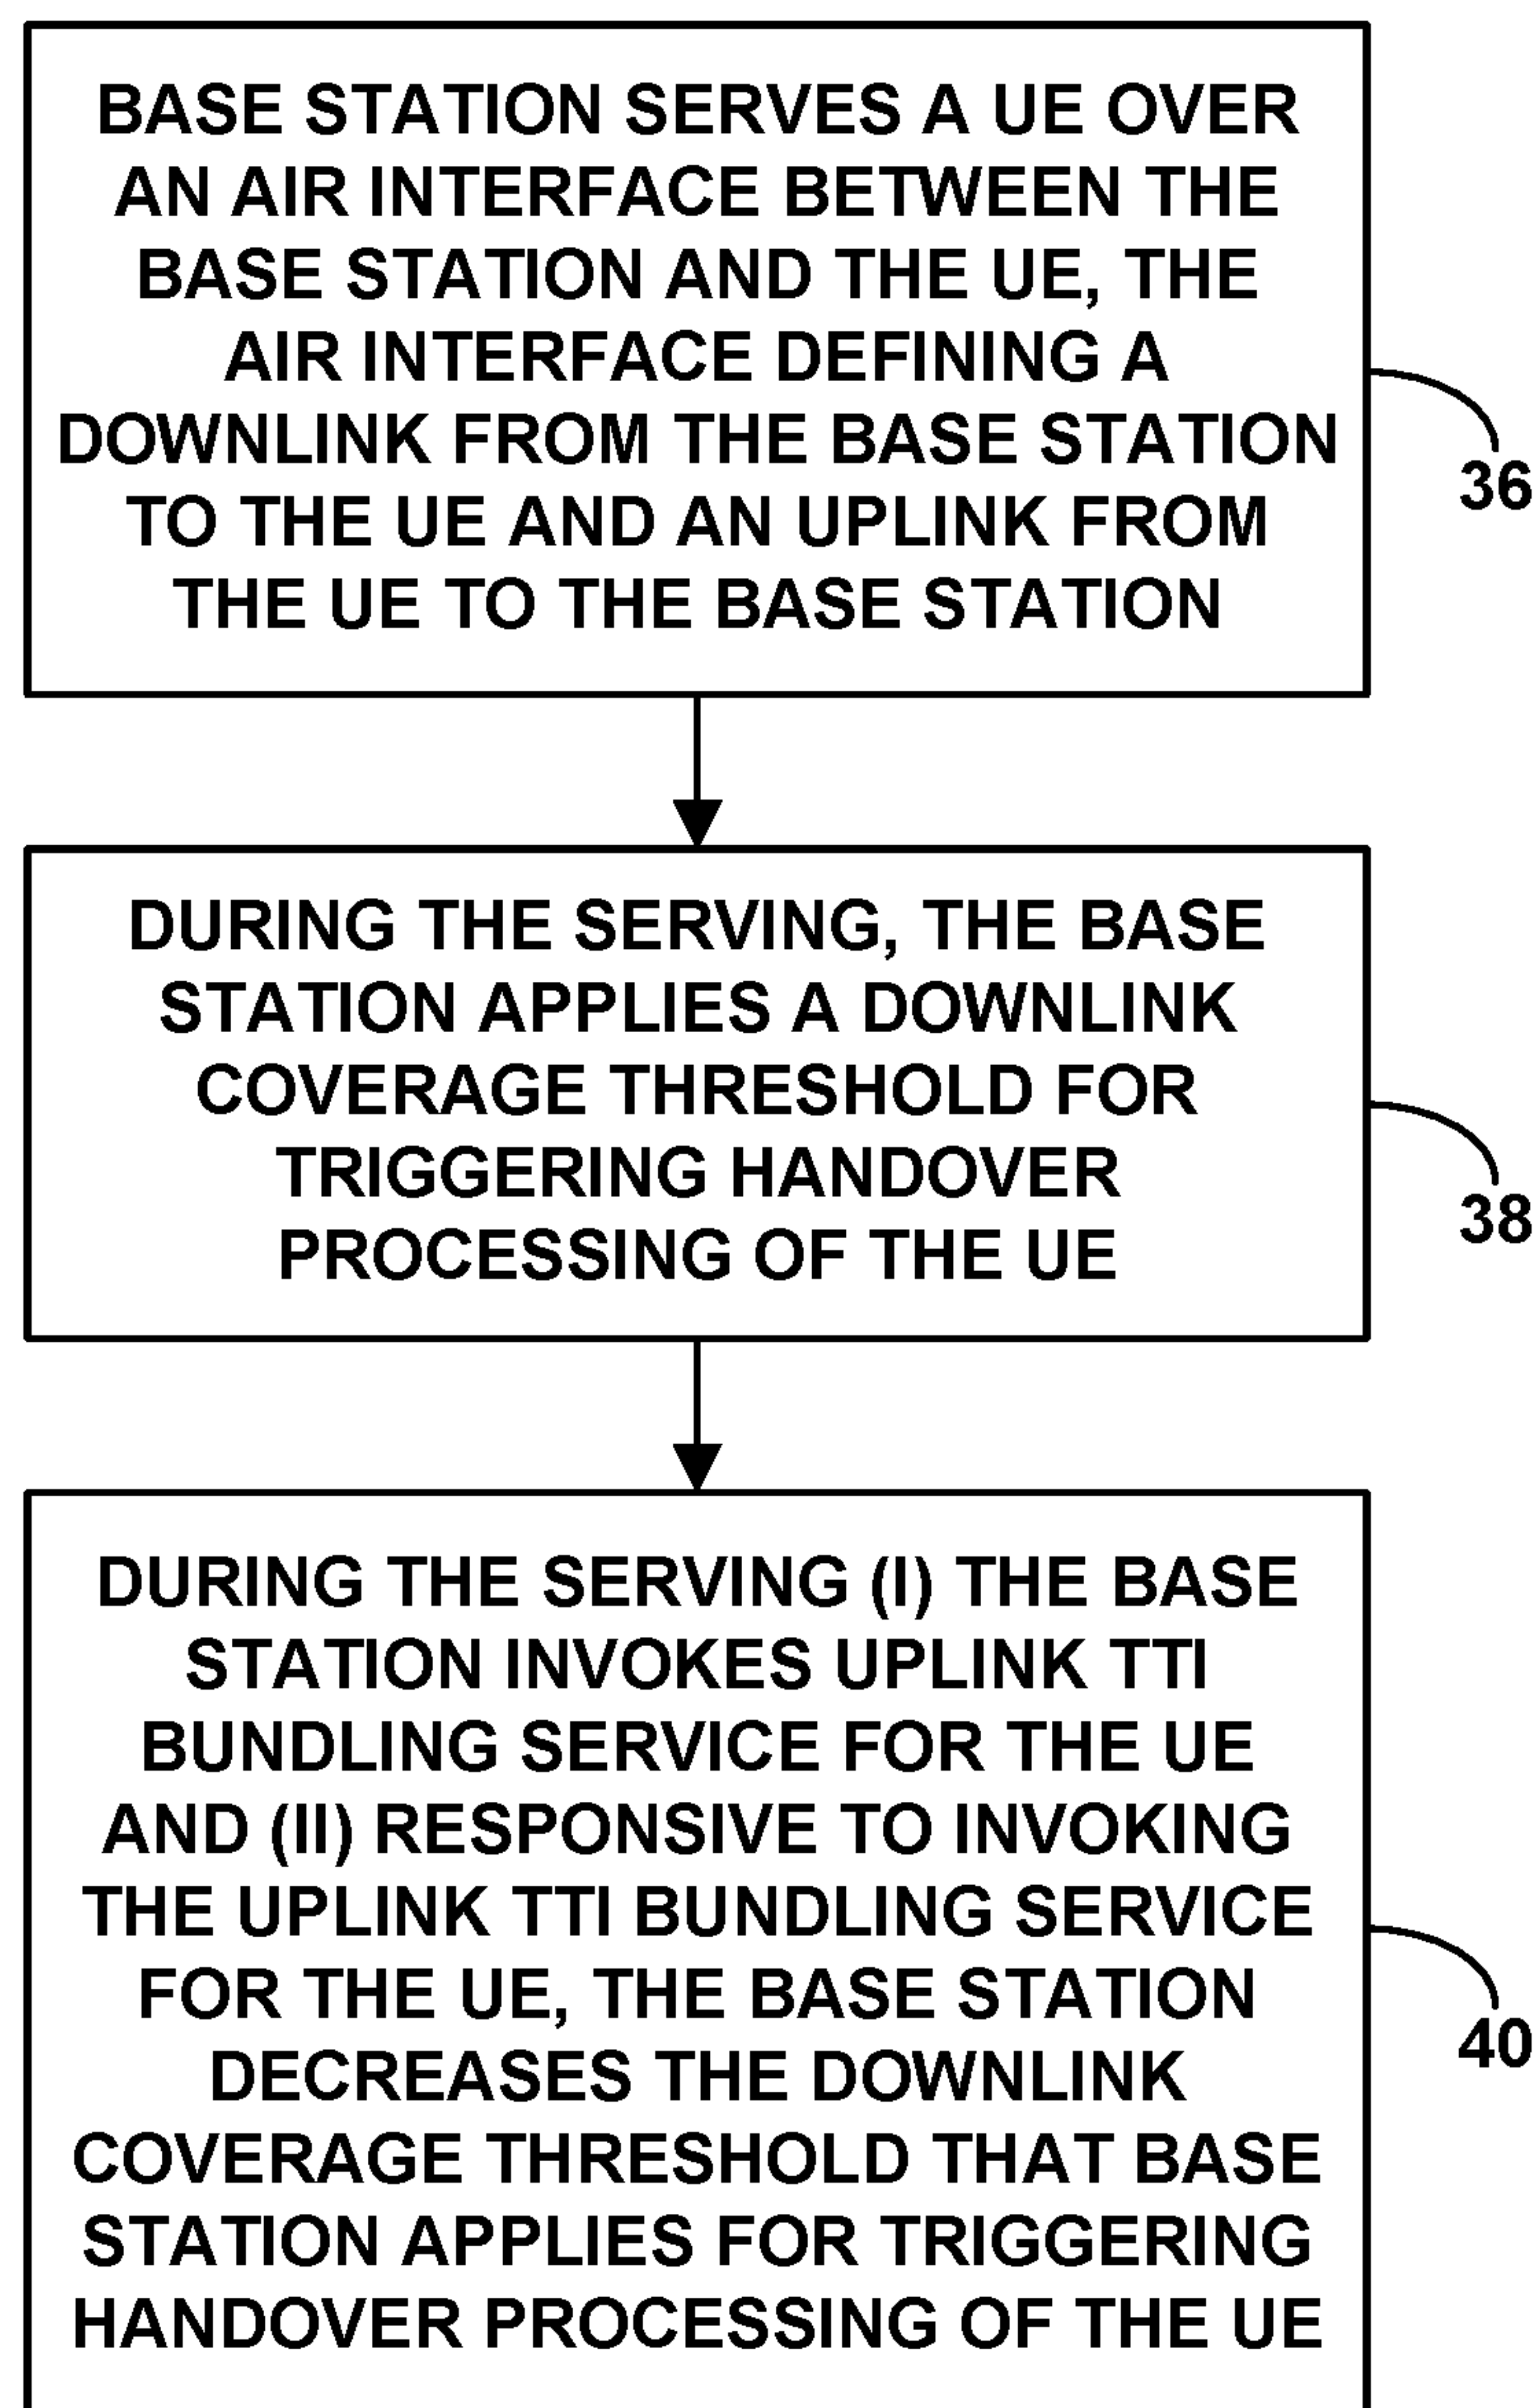 BASE STATION SERVES A UE OVER
AN AIR INTERFACE BETWEEN THE
BASE STATION AND THE UE, THE
AIR INTERFACE DEFINING A
DOWNLINK FROM THE BASE STATION
TO THE UE AND AN UPLINK FROM
THE UE TO THE BASE STATION
36
DURING THE SERVING, THE BASE
STATION APPLIES A DOWNLINK
COVERAGE THRESHOLD FOR
TRIGGERING HANDOVER
PROCESSING OF THE UE
38
DURING THE SERVING (I) THE BASE
STATION INVOKES UPLINK TTI
BUNDLING SERVICE FOR THE UE
AND (II) RESPONSIVE TO INVOKING
THE UPLINK TTI BUNDLING SERVICE
FOR THE UE, THE BASE STATION
DECREASES THE DOWNLINK
COVERAGE THRESHOLD THAT BASE
STATION APPLIES FOR TRIGGERING
HANDOVER PROCESSING OF THE UE
40